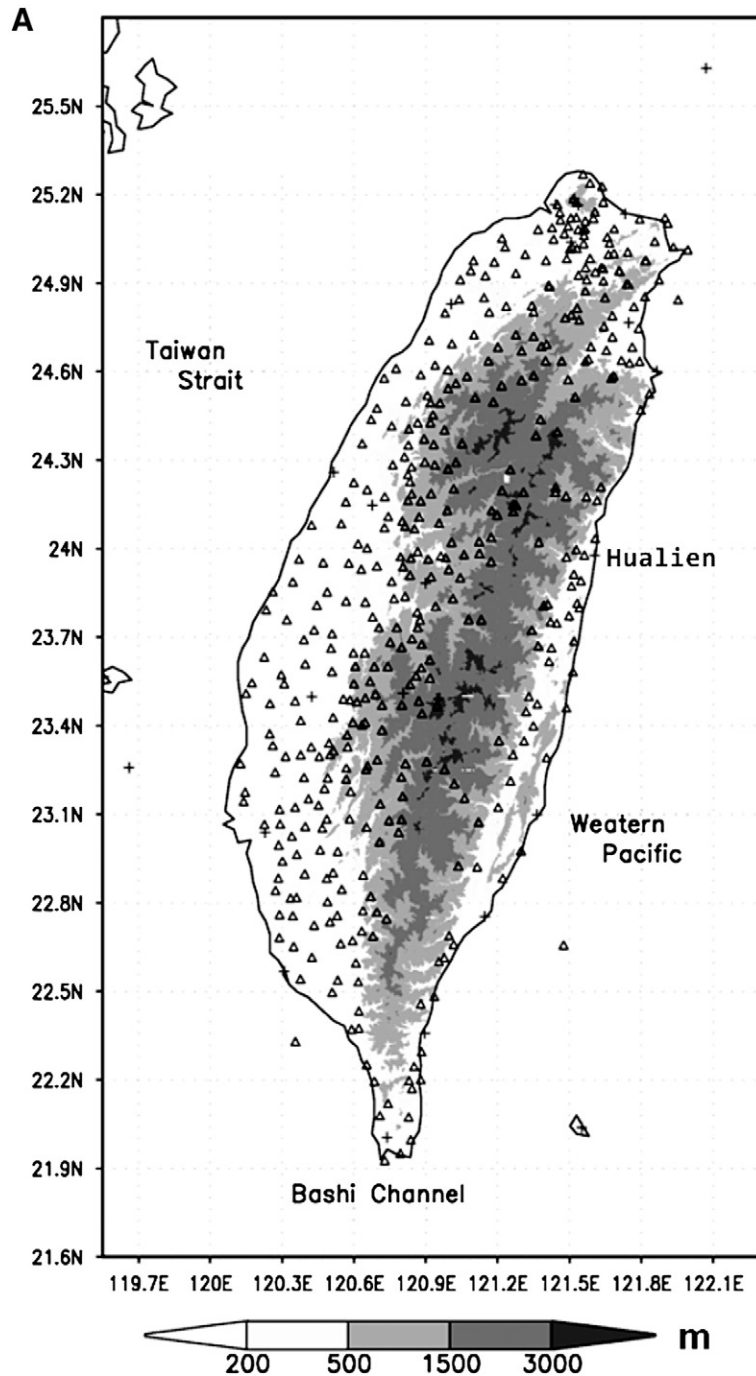 A
25.5N
25.2N
24.9N
24.6N
24.3N
24N
23.7N
23.4N
23.1N
22.8N
22.5N
22.2N
21.9N
21.6N
Taiwan
Strait
Hualien
Weatern
Pacific
Bashi Channel
119.7E 120E 120.3E 120.6E 120.9E 121.2E 121.5E 121.8E 122.1E
200 500 1500 3000 m